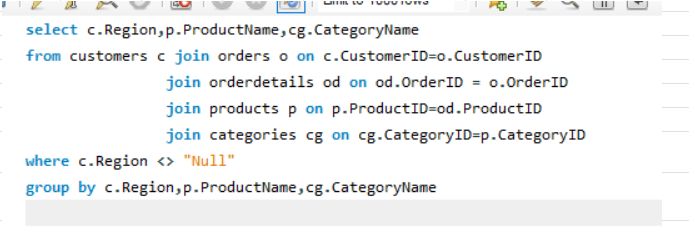 select c.Region,p.ProductName,cg.CategoryName
from customers c join orders o on c.CustomerID=o.CustomerID
join orderdetails od on od.OrderID = o.OrderID
join products p on p.ProductID=od.ProductID
join categories cg on cg.CategoryID=p.CategoryID
where c.Region <> "Null"
group by c.Region,p.ProductName,cg.CategoryName